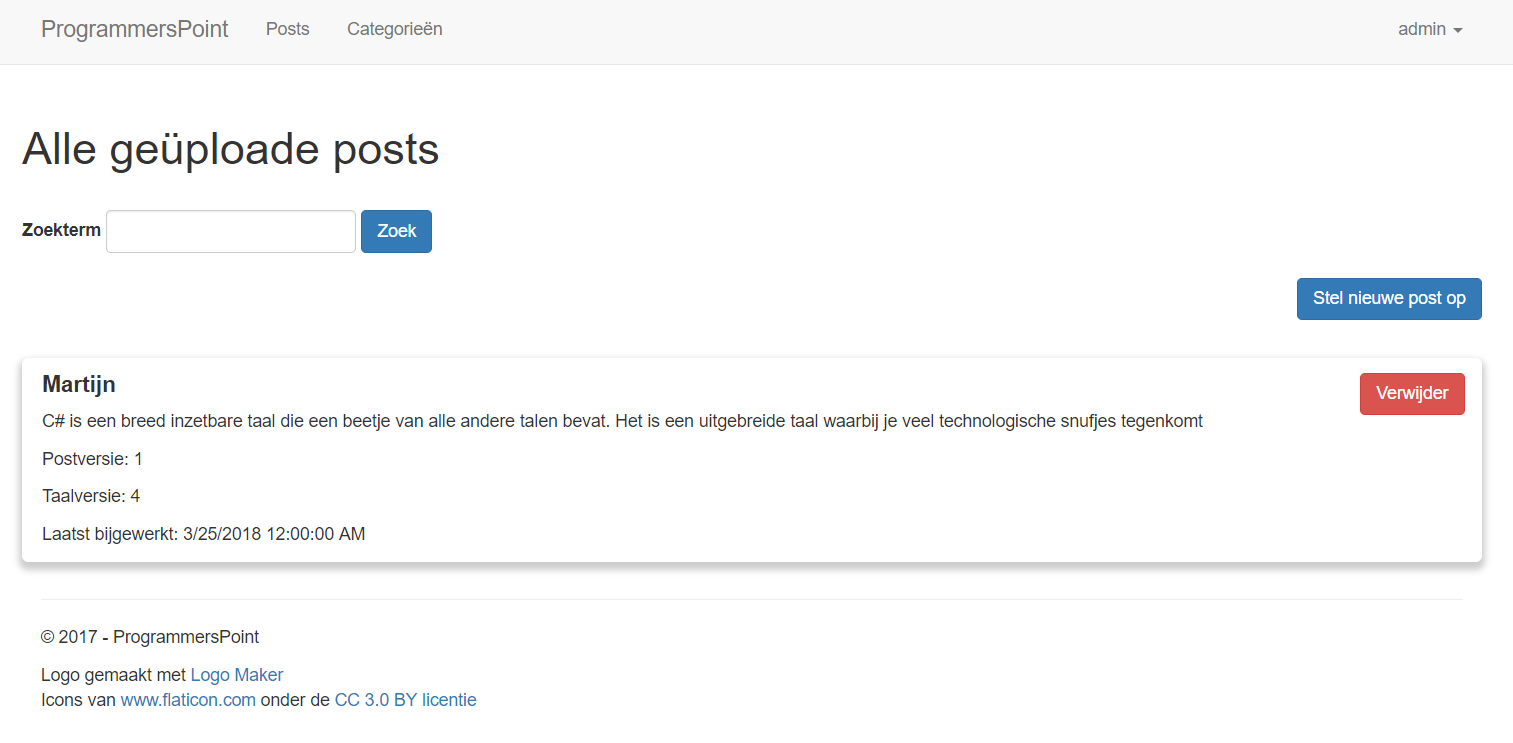 ProgrammersPoint Posts Categorieën admin
Alle geüploade posts
Zoekterm Zoek
Stel nieuwe post op
Martijn Verwijder
C# is een breed inzetbare taal die een beetje van alle andere talen bevat. Het is een uitgebreide taal waarbij je veel technologische snufjes tegenkomt
Postversie: 1
Taalversie: 4
Laatst bijgewerkt: 3/25/2018 12:00:00 AM
© 2017 - ProgrammersPoint
Logo gemaakt met Logo Maker
Icons van www.flaticon.com onder de CC 3.0 BY licentie